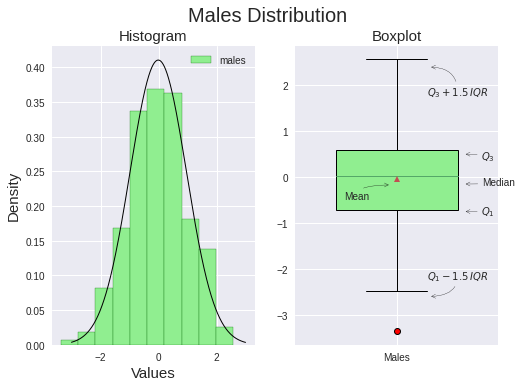 Males Distribution
Histogram
Boxplot
males
Density
0.40
0.35
0.30
0.25
0.20
0.15
0.10
0.05
0.00
−2
0
2
Values
2
1
0
−1
−2
−3
Q₃ + 1.5 IQR
Q₃
Median
Mean
Q₁
Q₁ − 1.5 IQR
Males